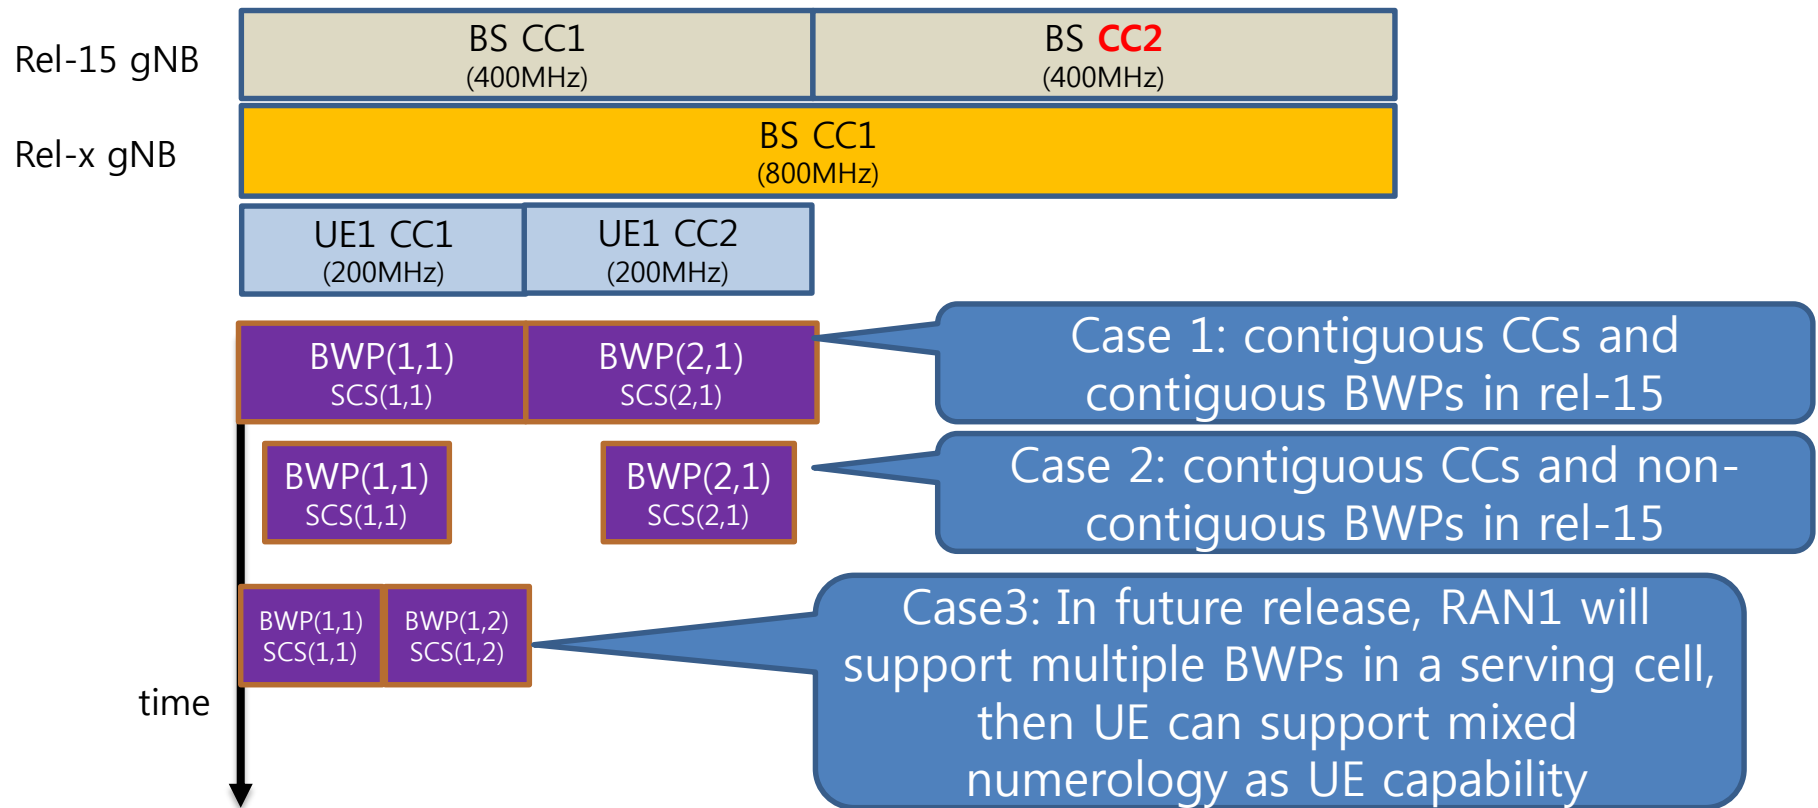 Rel-15 gNB
BS CC1
(400MHz)
BS CC2
(400MHz)
Rel-x gNB
BS CC1
(800MHz)
UE1 CC1
(200MHz)
UE1 CC2
(200MHz)
BWP(1,1)
SCS(1,1)
BWP(2,1)
SCS(2,1)
Case 1: contiguous CCs and
contiguous BWPs in rel-15
BWP(1,1)
SCS(1,1)
BWP(2,1)
SCS(2,1)
Case 2: contiguous CCs and non-
contiguous BWPs in rel-15
BWP(1,1)
SCS(1,1)
BWP(1,2)
SCS(1,2)
Case3: In future release, RAN1 will
support multiple BWPs in a serving cell,
then UE can support mixed
numerology as UE capability
time